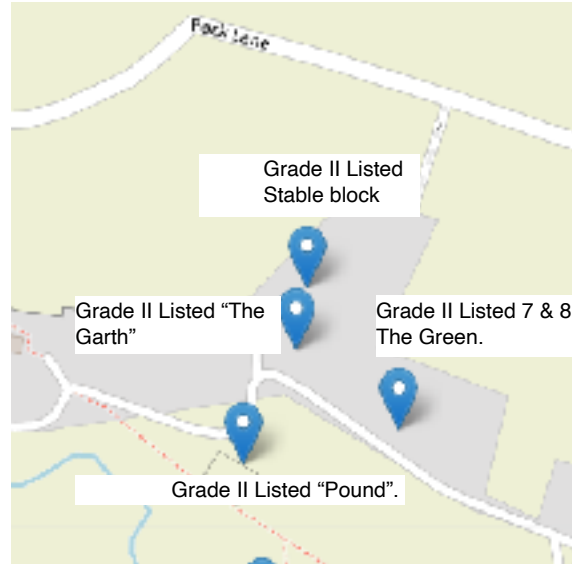 Pack Lane
Grade II Listed
Stable block
Grade II Listed “The
Garth”
Grade II Listed 7 & 8
The Green.
Grade II Listed “Pound”.